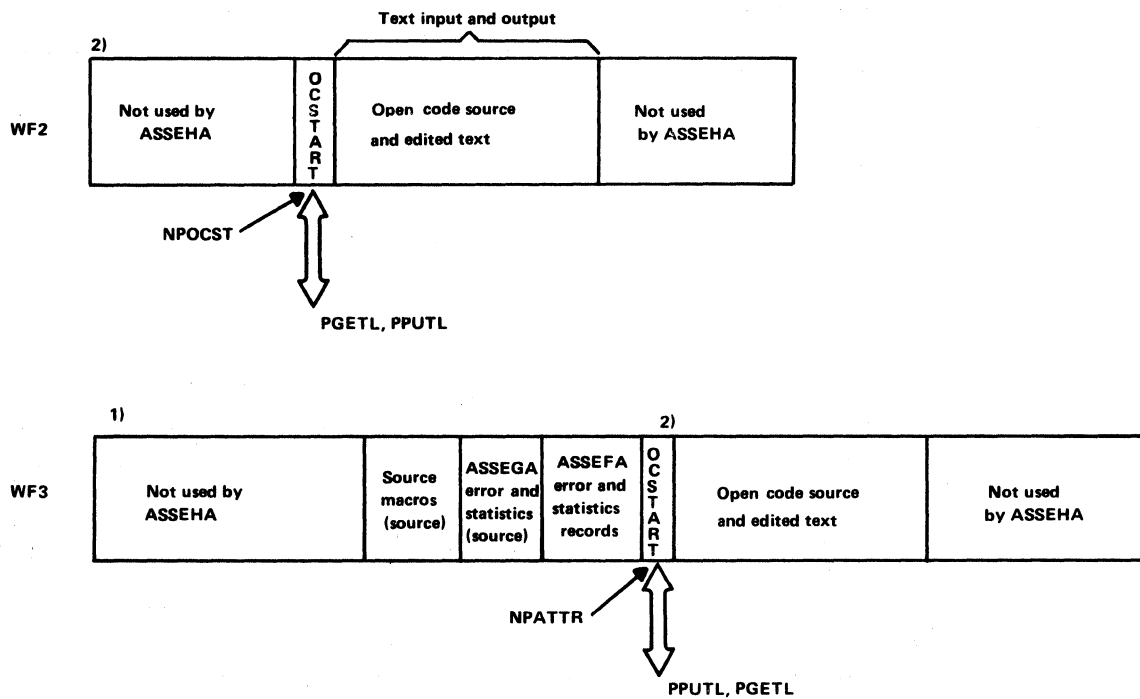 Text input and output
2)
WF2
Not used by
ASSEHA
OCSTART
Open code source
and edited text
Not used
by ASSEHA
NPOCST
PGETL, PPUTL
1)
2)
WF3
Not used by
ASSEHA
Source
macros
(source)
ASSEGA
error and
statistics
(source)
ASSEFA
error and
statistics
records
OCSTART
Open code source
and edited text
Not used
by ASSEHA
NPATTR
PPUTL, PGETL